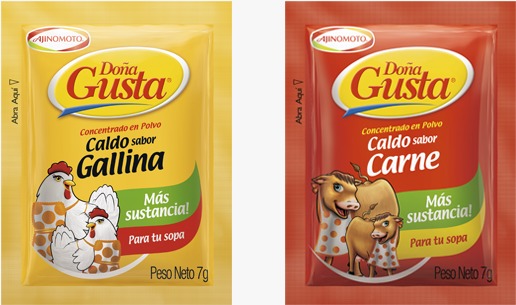 AJINOMOTO
Abra Aquí
Doña
Gusta
Concentrado en Polvo
Caldo sabor
Gallina
Más
sustancia!
Para tu sopa
Peso Neto 7g
AJINOMOTO
Abra Aquí
Doña
Gusta
Concentrado en Polvo
Caldo sabor
Carne
Más
sustancia!
Para tu sopa
Peso Neto 7g